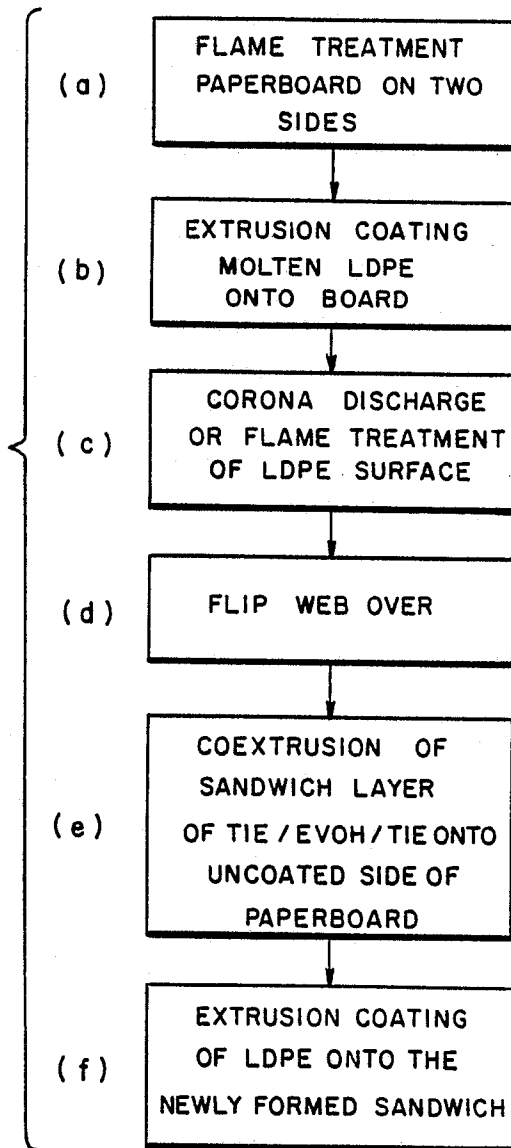 (a)
FLAME TREATMENT
PAPERBOARD ON TWO
SIDES
(b)
EXTRUSION COATING
MOLTEN LDPE
ONTO BOARD
(c)
CORONA DISCHARGE
OR FLAME TREATMENT
OF LDPE SURFACE
(d)
FLIP WEB OVER
(e)
COEXTRUSION OF
SANDWICH LAYER
OF TIE/EVOH/TIE ONTO
UNCOATED SIDE OF
PAPERBOARD
(f)
EXTRUSION COATING
OF LDPE ONTO THE
NEWLY FORMED SANDWICH